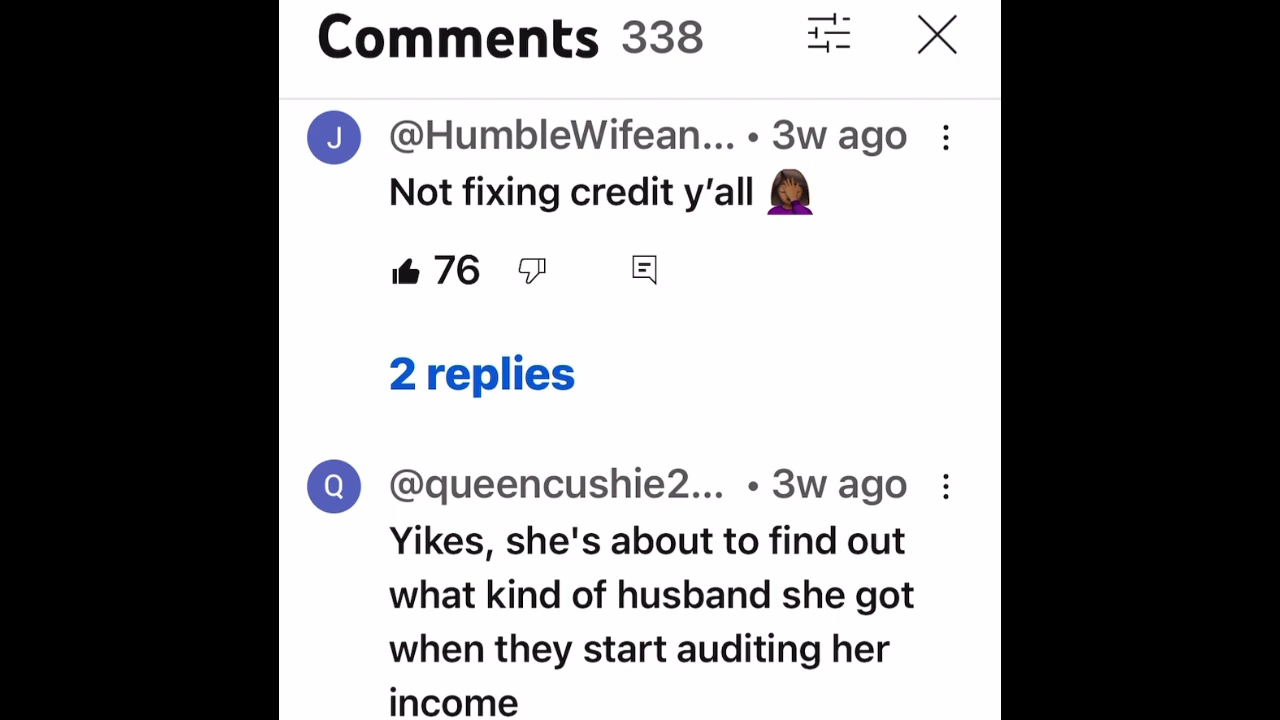 Comments 338
J @HumbleWifean... • 3w ago
Not fixing credit y’all 🤦🏾‍♀️
76
2 replies
Q @queencushie2... • 3w ago
Yikes, she's about to find out
what kind of husband she got
when they start auditing her
income